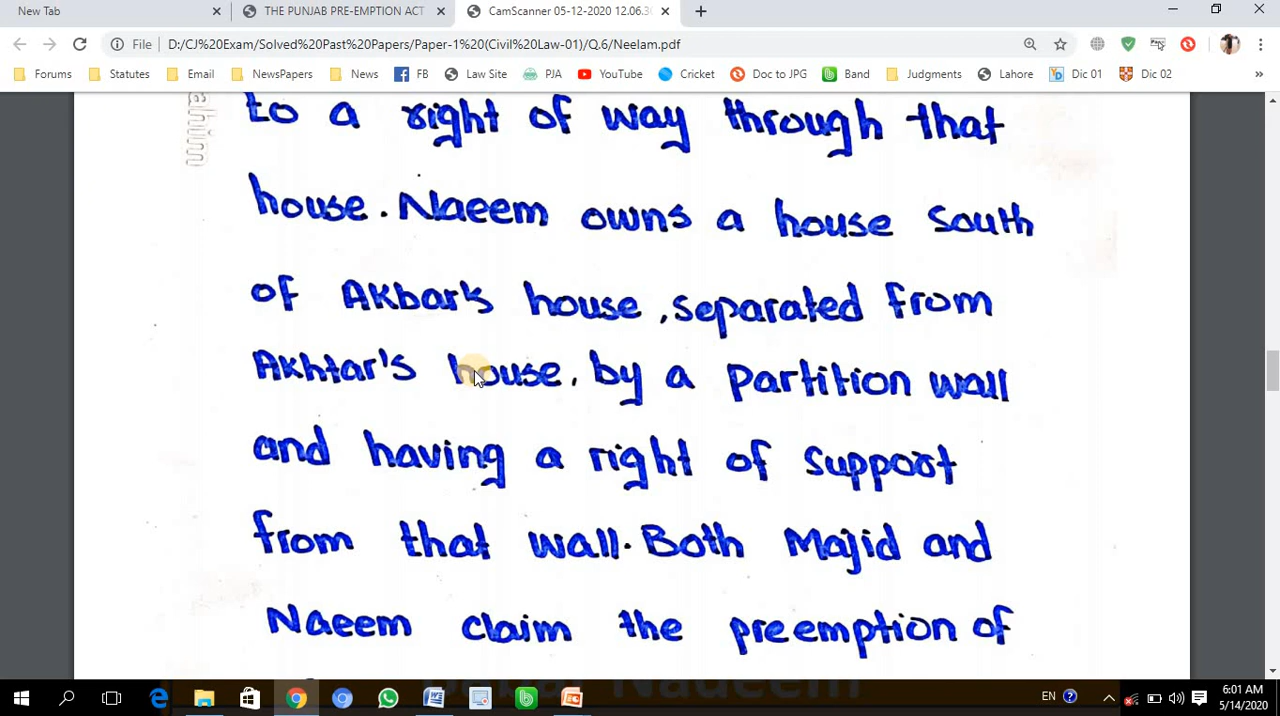 New Tab
THE PUNJAB PRE-EMPTION ACT
CamScanner 05-12-2020 12.06.30
File D:/CJ%20Exam/Solved%20Past%20Papers/Paper-1%20(Civil%20Law-01)/Q.6/Neelam.pdf
Forums Statutes Email NewsPapers News FB Law Site PJA YouTube Cricket Doc to JPG Band Judgments Lahore Dic 01 Dic 02 »
to a right of way through that
house. Naeem owns a house South
of Akbar's house, separated from
Akhtar's house, by a partition wall
and having a right of support
from that wall. Both Majid and
Naeem claim the preemption of
EN 6:01 AM
5/14/2020